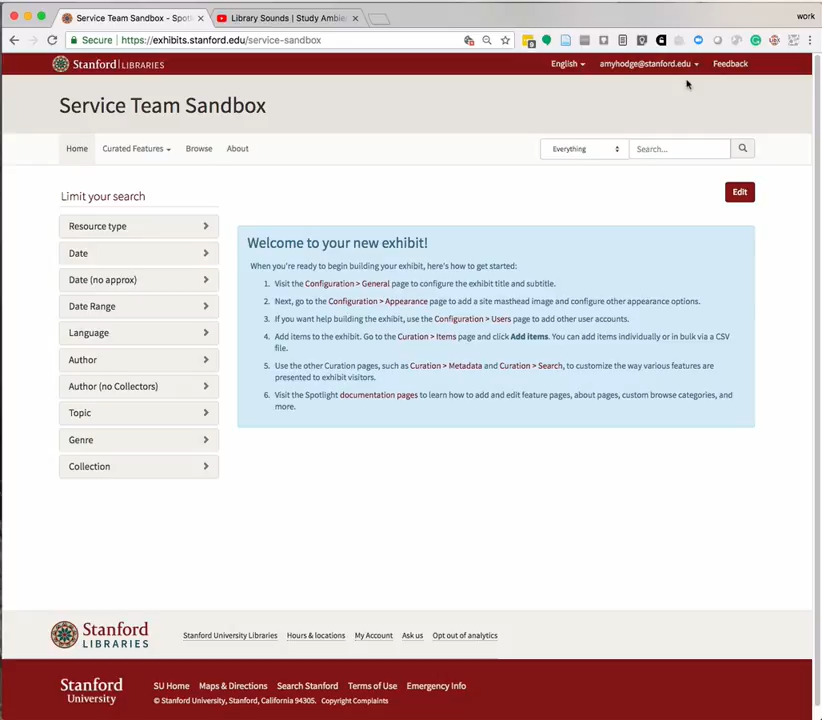 Service Team Sandbox - Spotl
Library Sounds | Study Ambie
work
Secure | https://exhibits.stanford.edu/service-sandbox
Stanford | LIBRARIES
English
amyhodge@stanford.edu
Feedback
Service Team Sandbox
Home
Curated Features
Browse
About
Everything
Search...
Limit your search
Edit
Resource type
Date
Date (no approx)
Date Range
Language
Author
Author (no Collectors)
Topic
Genre
Collection
Welcome to your new exhibit!
When you're ready to begin building your exhibit, here's how to get started:
1. Visit the Configuration > General page to configure the exhibit title and subtitle.
2. Next, go to the Configuration > Appearance page to add a site masthead image and configure other appearance options.
3. If you want help building the exhibit, use the Configuration > Users page to add other user accounts.
4. Add items to the exhibit. Go to the Curation > Items page and click Add items. You can add items individually or in bulk via a CSV
file.
5. Use the other Curation pages, such as Curation > Metadata and Curation > Search, to customize the way various features are
presented to exhibit visitors.
6. Visit the Spotlight documentation pages to learn how to add and edit feature pages, about pages, custom browse categories, and
more.
Stanford
LIBRARIES
Stanford University Libraries
Hours & locations
My Account
Ask us
Opt out of analytics
Stanford
University
SU Home
Maps & Directions
Search Stanford
Terms of Use
Emergency Info
© Stanford University, Stanford, California 94305. Copyright Complaints